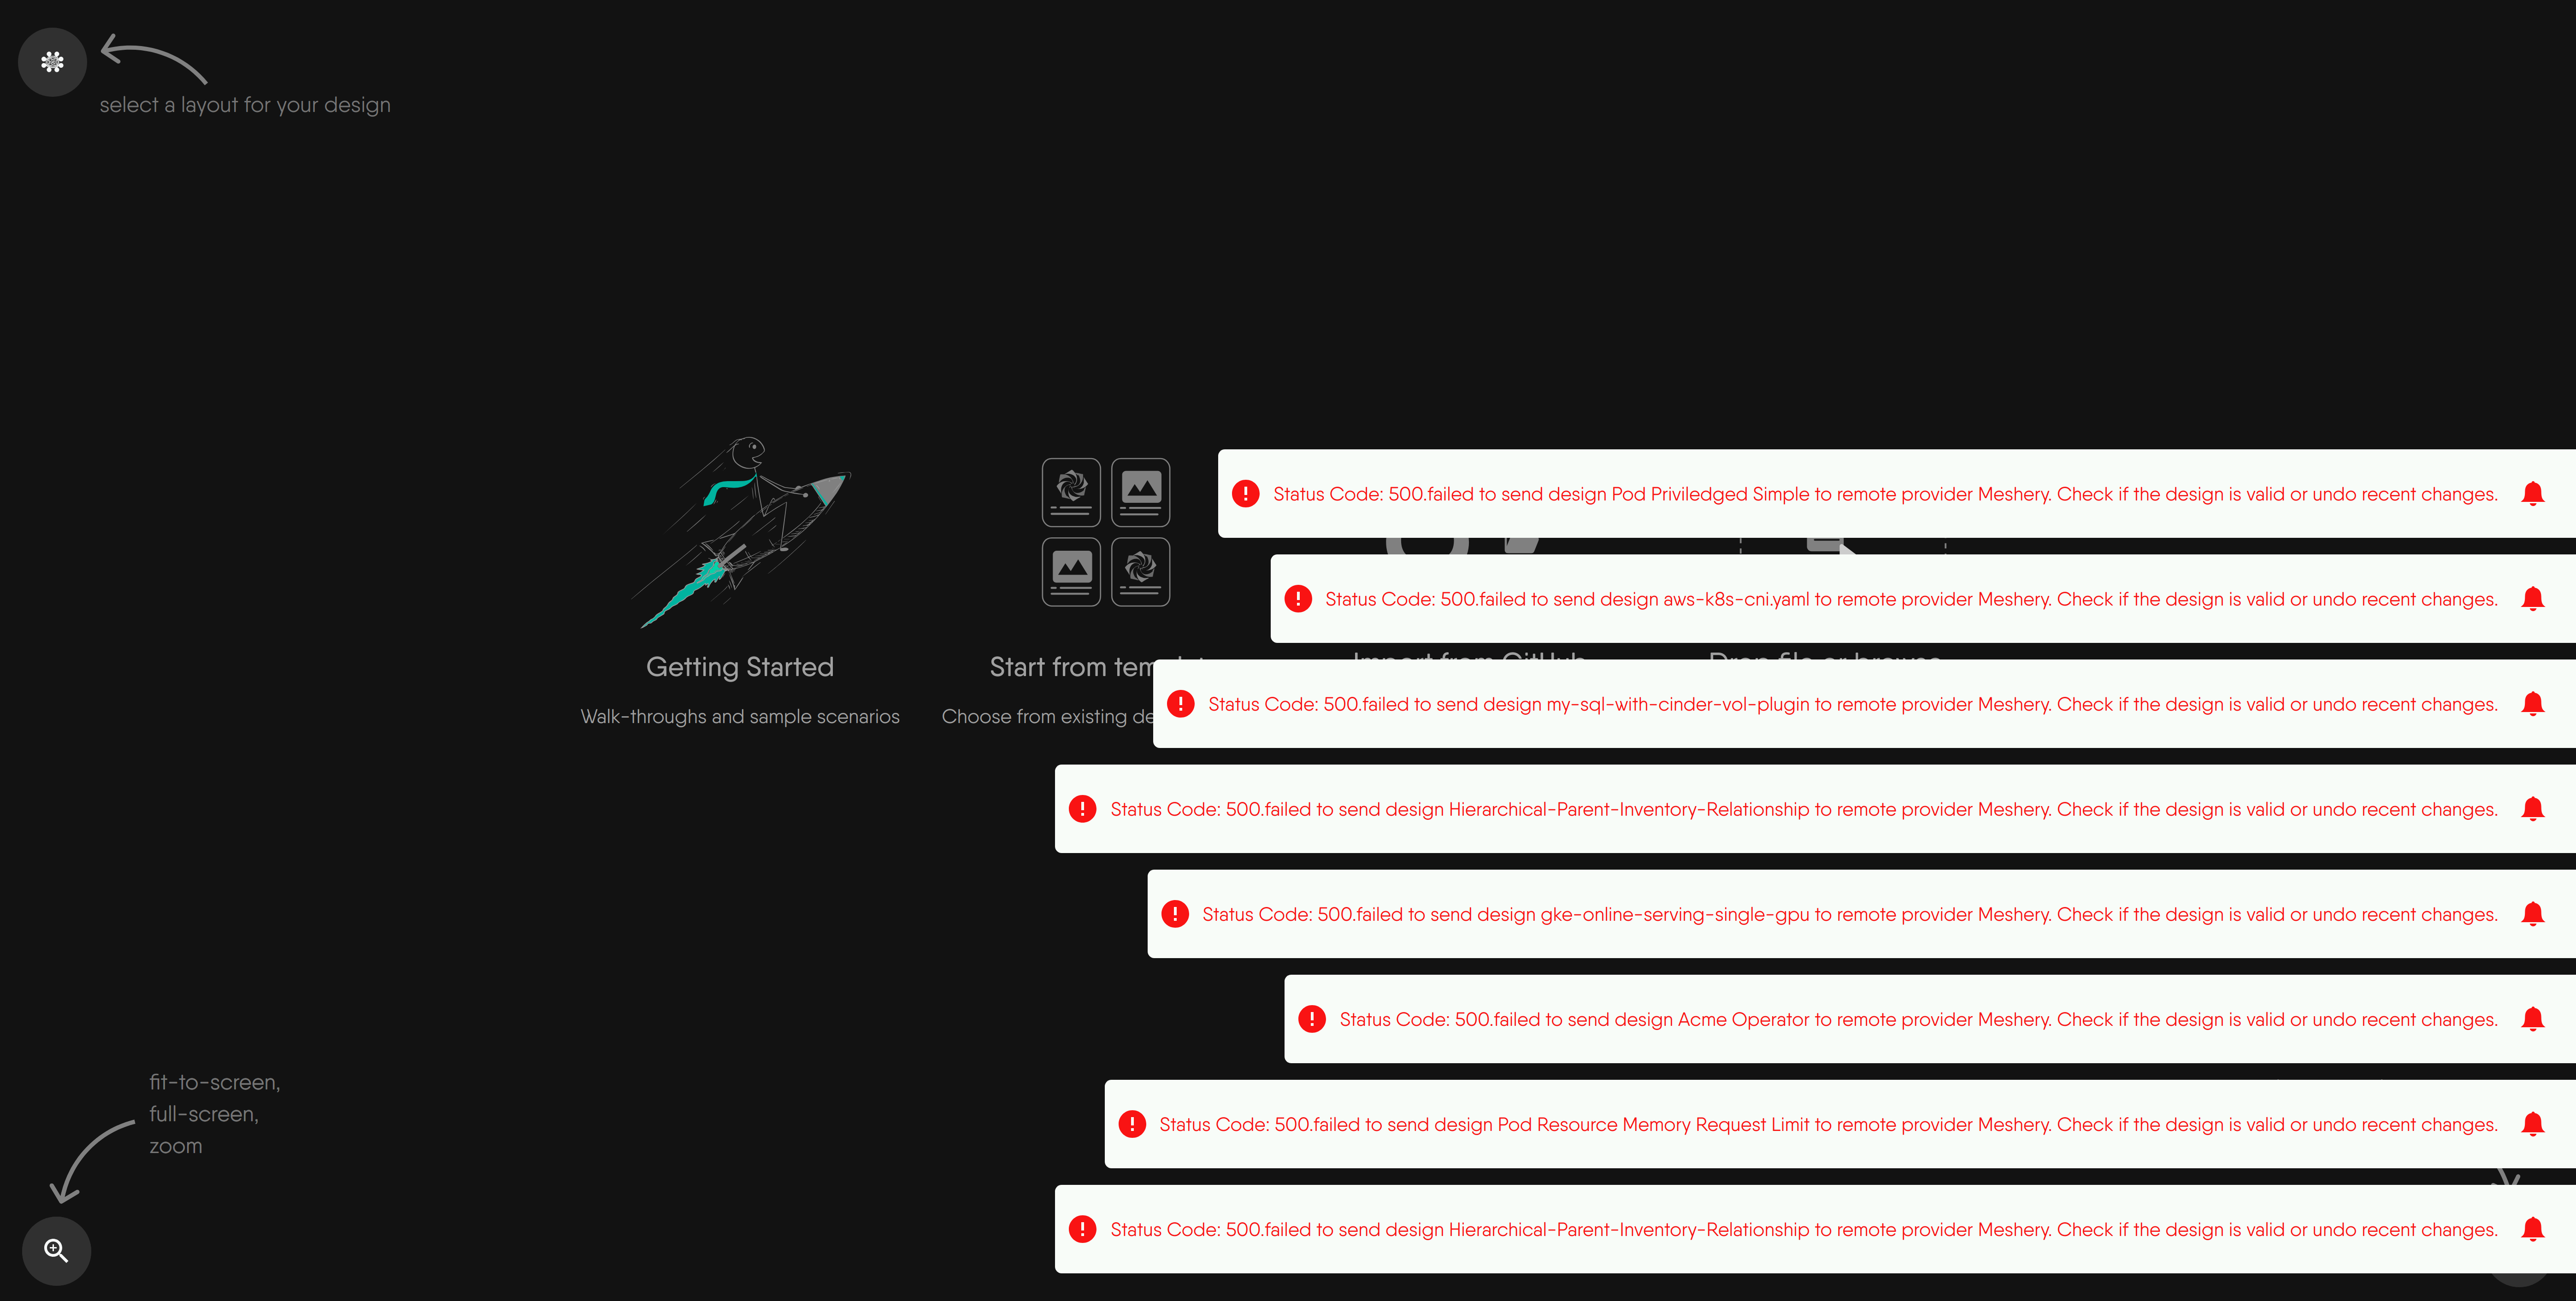 select a layout for your design
Status Code: 500.failed to send design Pod Priviledged Simple to remote provider Meshery. Check if the design is valid or undo recent changes.
Status Code: 500.failed to send design aws-k8s-cni.yaml to remote provider Meshery. Check if the design is valid or undo recent changes.
Getting Started
Start from templat
Import from GitHub
Drop file or browse
Status Code: 500.failed to send design my-sql-with-cinder-vol-plugin to remote provider Meshery. Check if the design is valid or undo recent changes.
Walk-throughs and sample scenarios
Choose from existing de
Status Code: 500.failed to send design Hierarchical-Parent-Inventory-Relationship to remote provider Meshery. Check if the design is valid or undo recent changes.
Status Code: 500.failed to send design gke-online-serving-single-gpu to remote provider Meshery. Check if the design is valid or undo recent changes.
Status Code: 500.failed to send design Acme Operator to remote provider Meshery. Check if the design is valid or undo recent changes.
fit-to-screen,
full-screen,
zoom
Status Code: 500.failed to send design Pod Resource Memory Request Limit to remote provider Meshery. Check if the design is valid or undo recent changes.
Status Code: 500.failed to send design Hierarchical-Parent-Inventory-Relationship to remote provider Meshery. Check if the design is valid or undo recent changes.